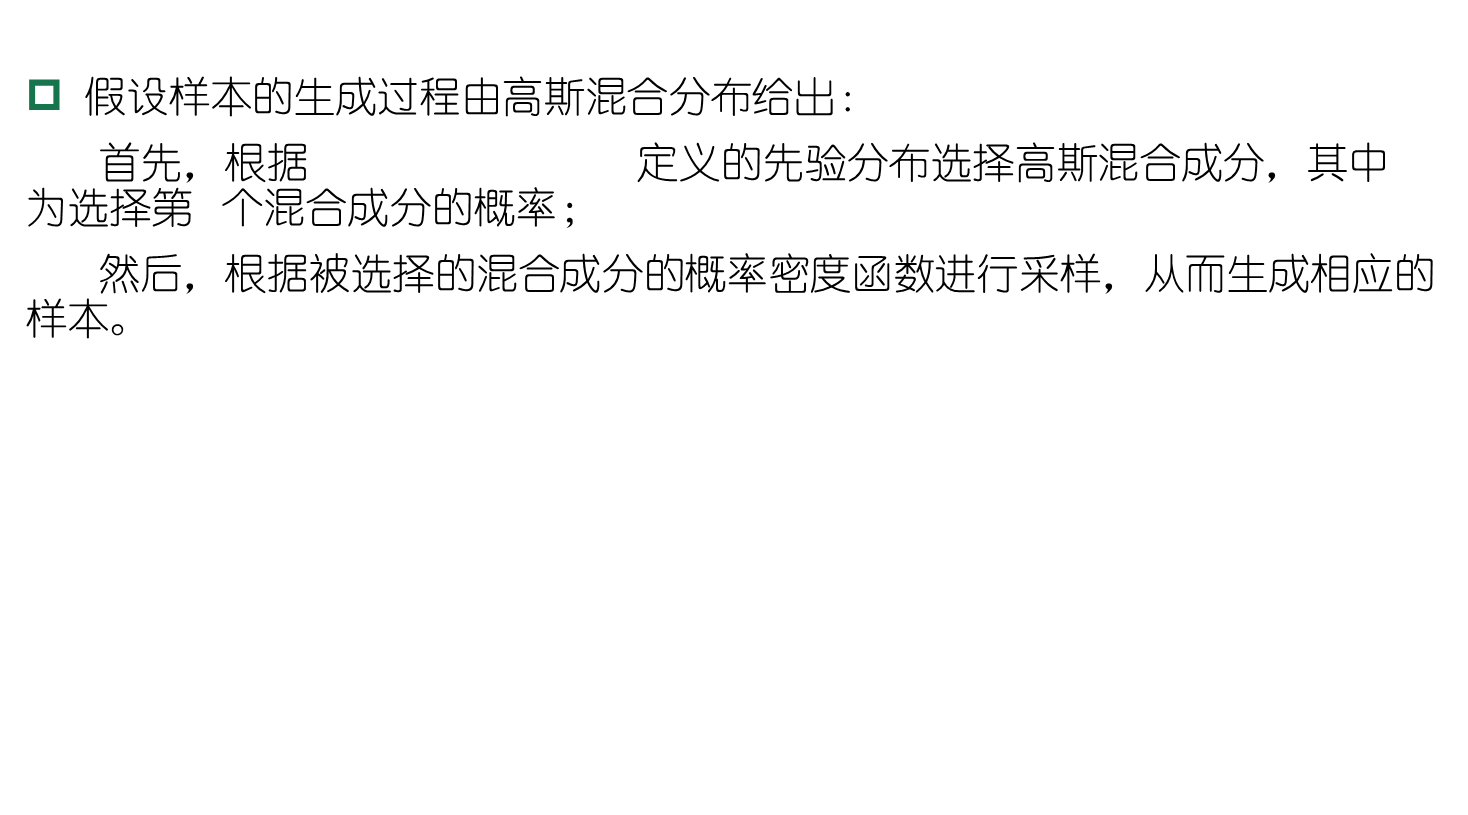 假设样本的生成过程由高斯混合分布给出：
首先，根据 定义的先验分布选择高斯混合成分，其中
为选择第 个混合成分的概率；
然后，根据被选择的混合成分的概率密度函数进行采样，从而生成相应的
样本。